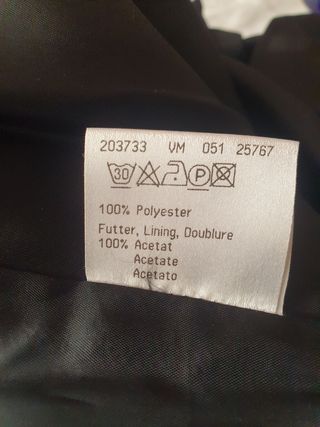 203733 VM 051 25767
30 P
100% Polyester
Futter, Lining, Doublure
100% Acetat
Acetate
Acetato